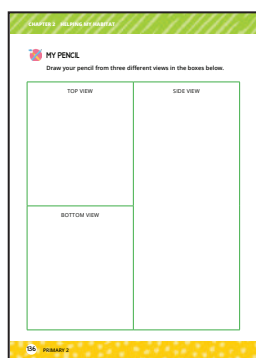 CHAPTER 2 HELPING MY HABITAT
MY PENCIL
Draw your pencil from three different views in the boxes below.
TOP VIEW
SIDE VIEW
BOTTOM VIEW
136 PRIMARY 2